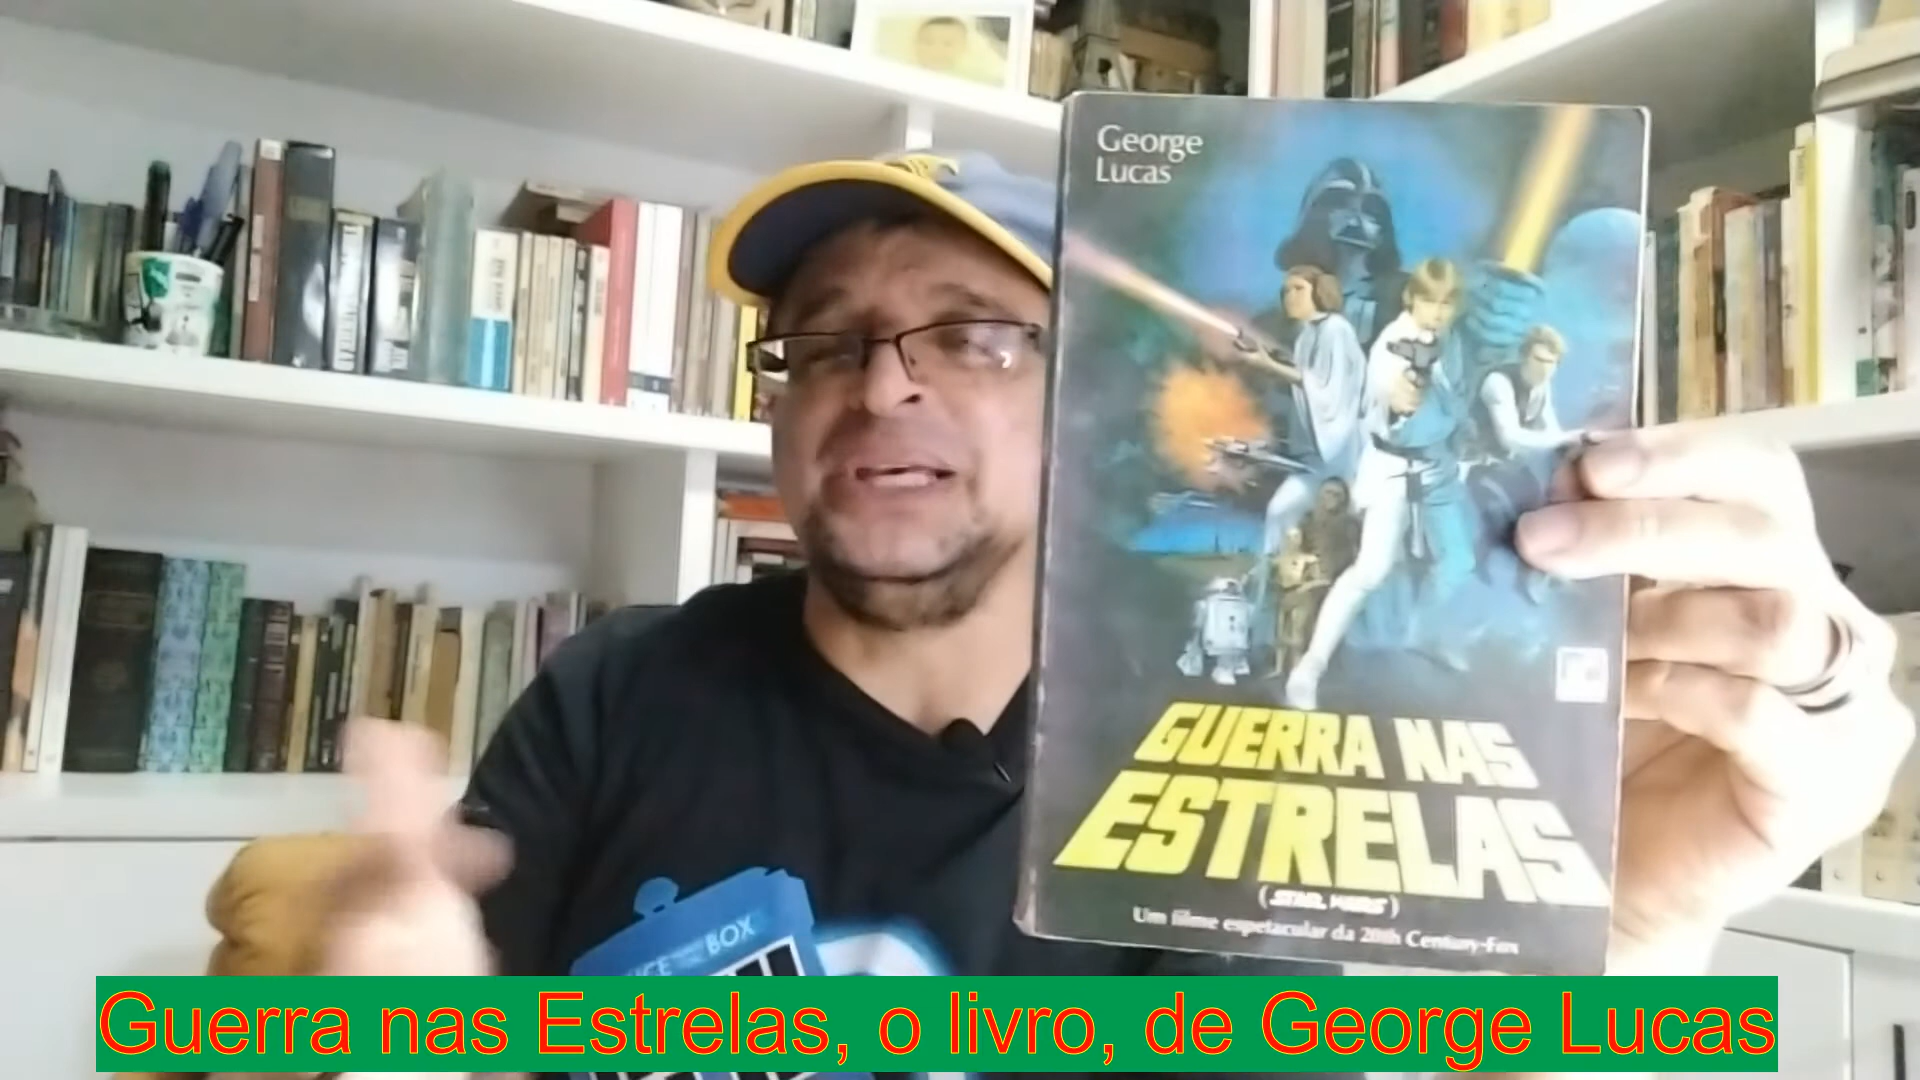 George
Lucas
GUERRA NAS
ESTRELAS
(STAR WARS)
Um filme espetacular da 20th Century-Fox
BOX
Guerra nas Estrelas, o livro, de George Lucas